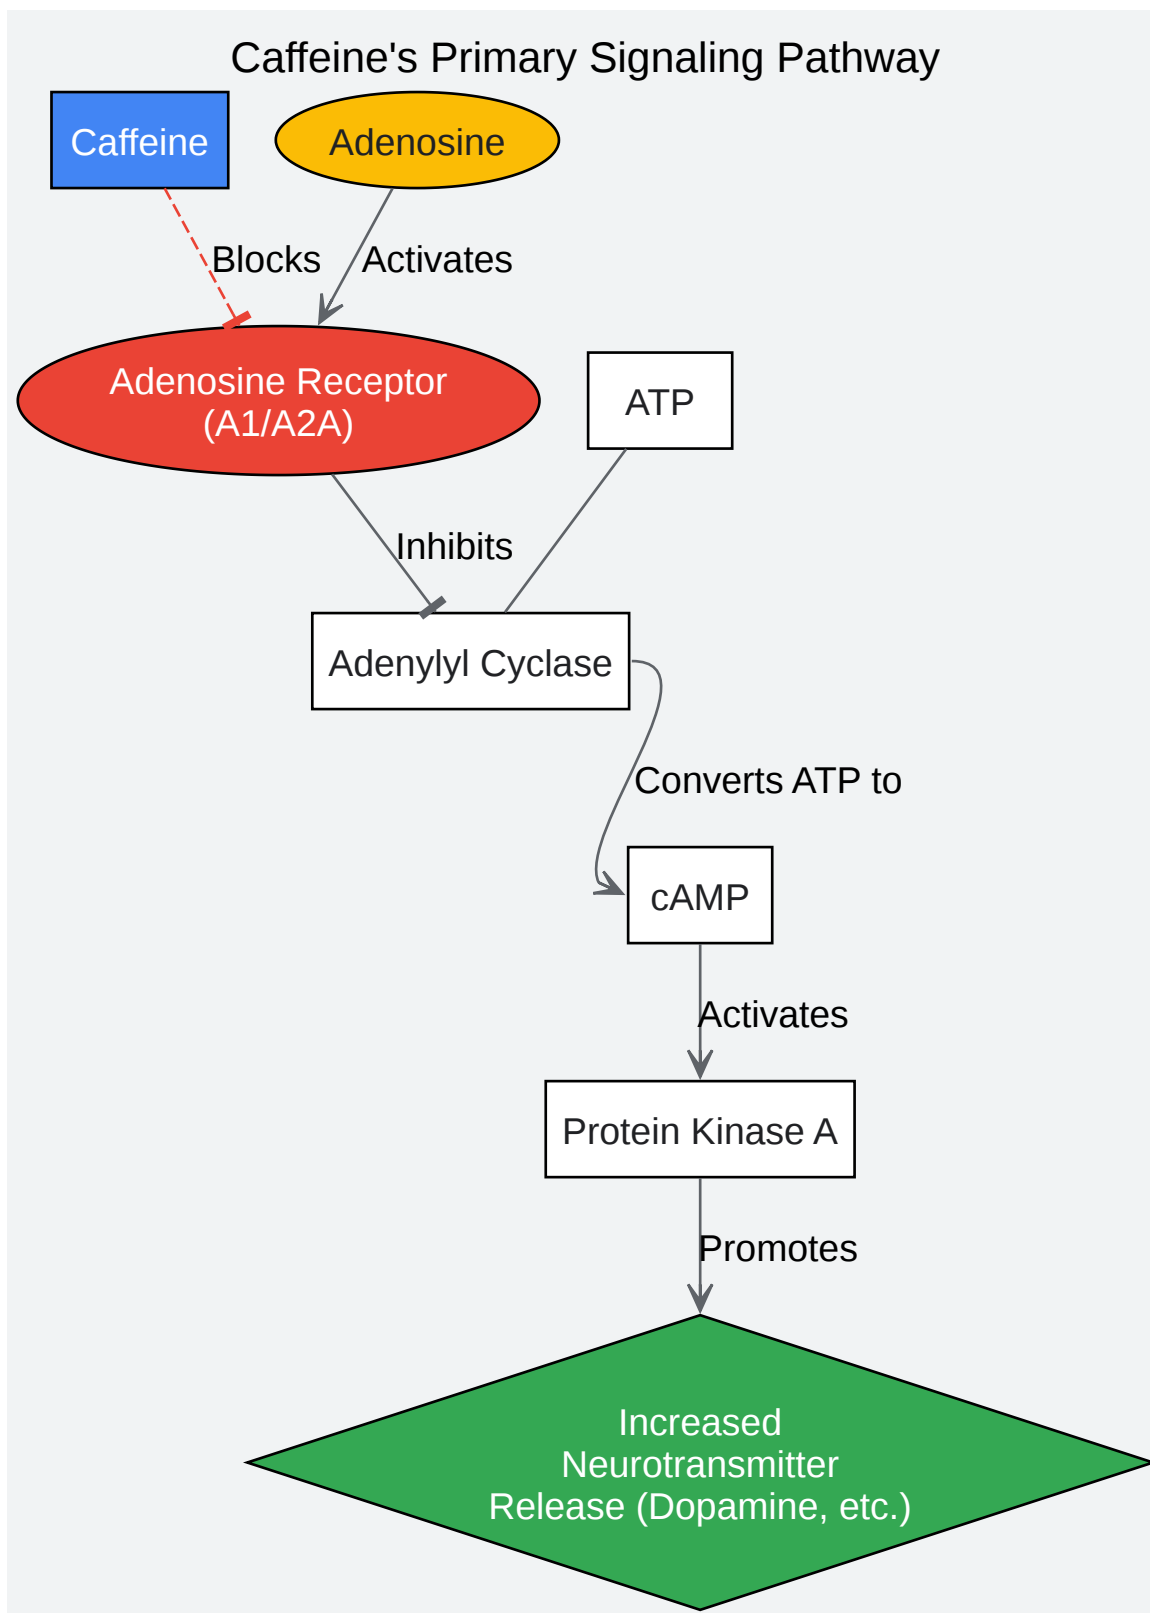 Caffeine's Primary Signaling Pathway
Caffeine
Adenosine
Blocks
Activates
Adenosine Receptor
(A1/A2A)
ATP
Inhibits
Adenylyl Cyclase
Converts ATP to
cAMP
Activates
Protein Kinase A
Promotes
Increased
Neurotransmitter
Release (Dopamine, etc.)